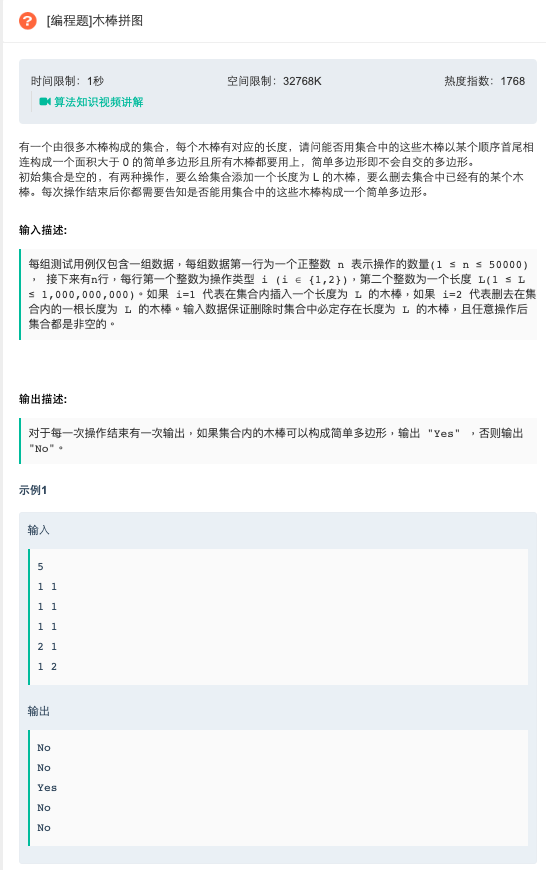 ? [编程题]木棒拼图
时间限制：1秒 空间限制：32768K 热度指数：1768
算法知识视频讲解
有一个由很多木棒构成的集合，每个木棒有对应的长度，请问能否用集合中的这些木棒以某个顺序首尾相
连构成一个面积大于 0 的简单多边形且所有木棒都要用上，简单多边形即不会自交的多边形。
初始集合是空的，有两种操作，要么给集合添加一个长度为 L 的木棒，要么删去集合中已经有的某个木
棒。每次操作结束后你都需要告知是否能用集合中的这些木棒构成一个简单多边形。
输入描述:
每组测试用例仅包含一组数据，每组数据第一行为一个正整数 n 表示操作的数量(1 ≤ n ≤ 50000)
， 接下来有n行，每行第一个整数为操作类型 i (i ∈ {1,2})，第二个整数为一个长度 L(1 ≤ L
≤ 1,000,000,000)。如果 i=1 代表在集合内插入一个长度为 L 的木棒，如果 i=2 代表删去在集
合内的一根长度为 L 的木棒。输入数据保证删除时集合中必定存在长度为 L 的木棒，且任意操作后
集合都是非空的。
输出描述:
对于每一次操作结束有一次输出，如果集合内的木棒可以构成简单多边形，输出 "Yes" ，否则输出
"No"。
示例1
输入
5
1 1
1 1
1 1
2 1
1 2
输出
No
No
Yes
No
No